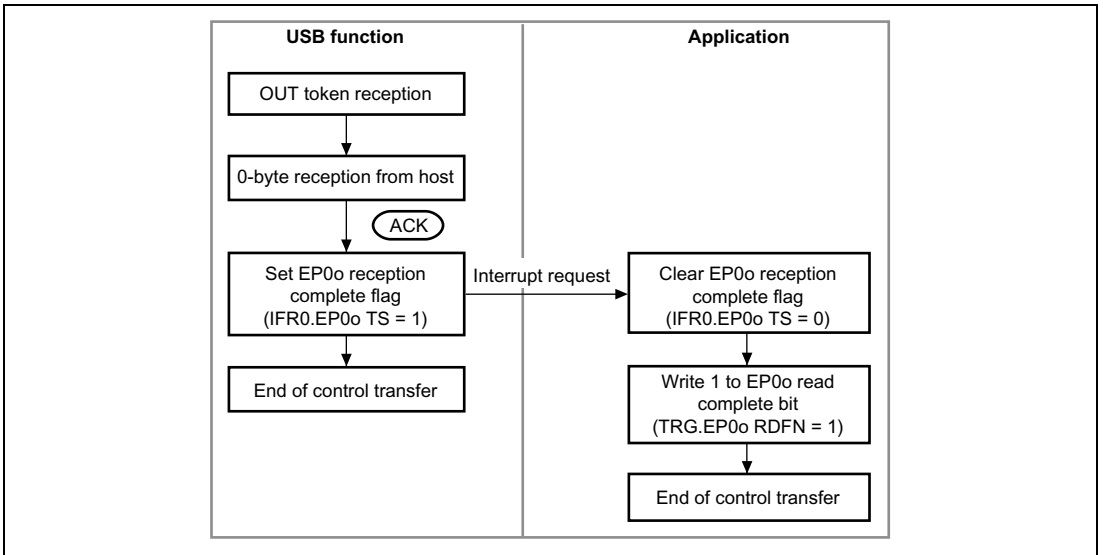 USB function
Application
OUT token reception
0-byte reception from host
ACK
Set EP0o reception
complete flag
(IFR0.EP0o TS = 1)
Interrupt request
Clear EP0o reception
complete flag
(IFR0.EP0o TS = 0)
End of control transfer
Write 1 to EP0o read
complete bit
(TRG.EP0o RDFN = 1)
End of control transfer